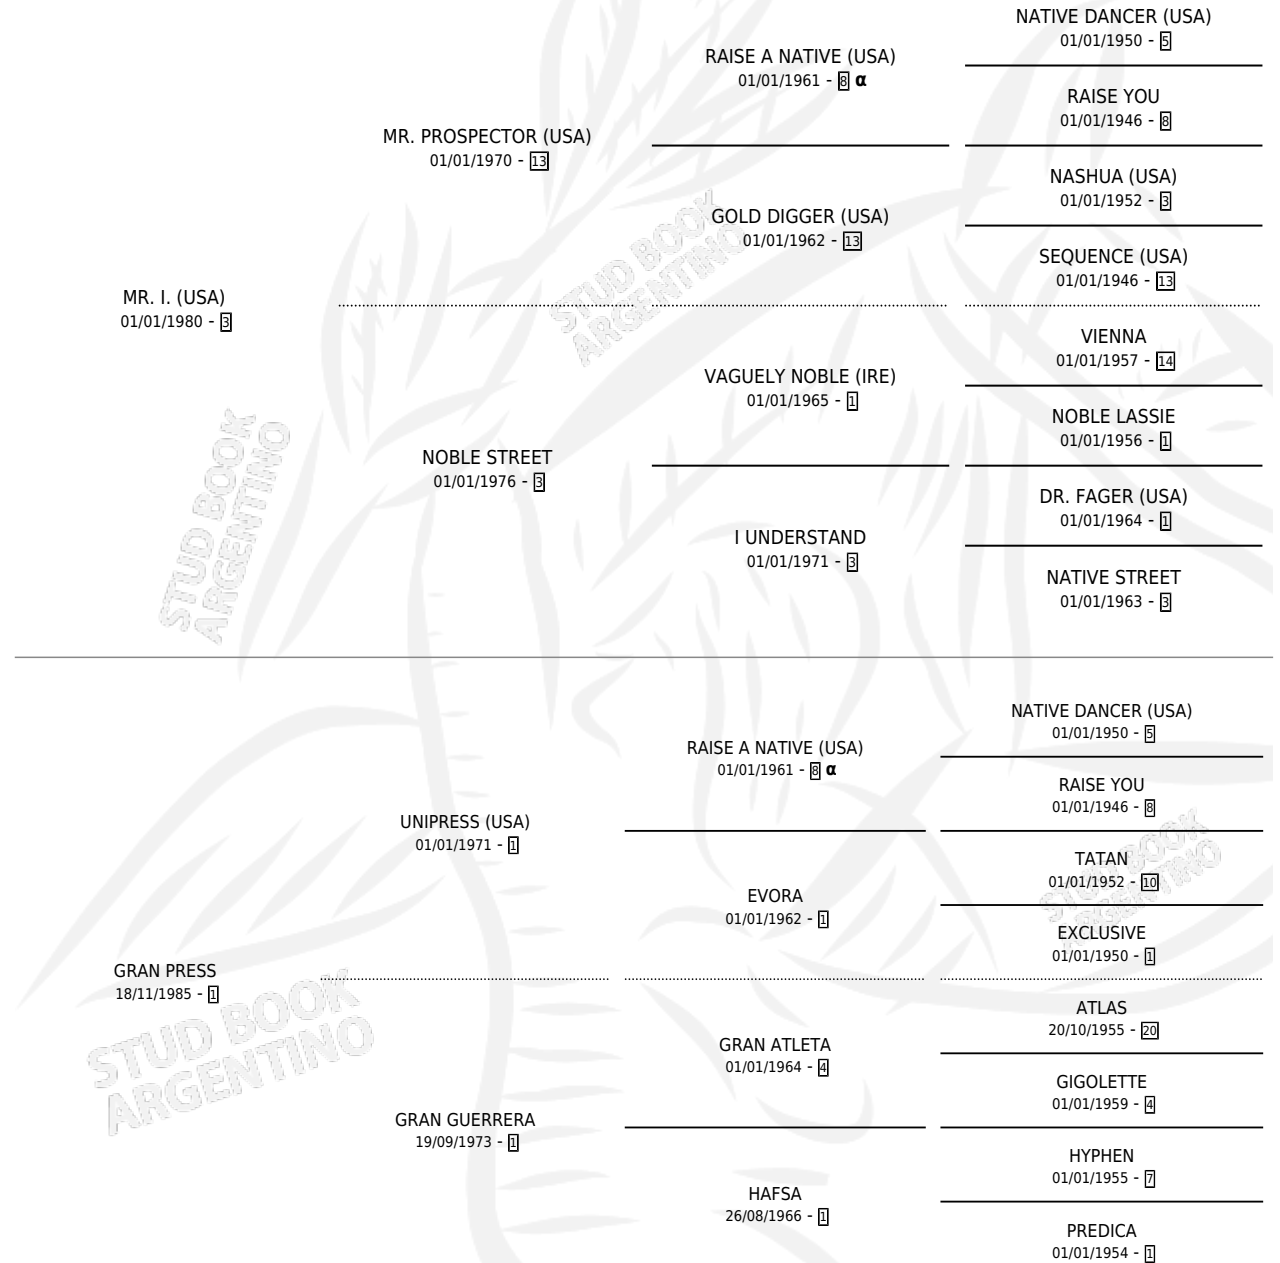 NATIVE DANCER (USA)
01/01/1950 - 5
RAISE A NATIVE (USA)
01/01/1961 - 8 α
RAISE YOU
01/01/1946 - 8
MR. PROSPECTOR (USA)
01/01/1970 - 13
NASHUA (USA)
01/01/1952 - 3
GOLD DIGGER (USA)
01/01/1962 - 13
SEQUENCE (USA)
01/01/1946 - 13
MR. I. (USA)
01/01/1980 - 3
VIENNA
01/01/1957 - 14
VAGUELY NOBLE (IRE)
01/01/1965 - 1
NOBLE LASSIE
01/01/1956 - 1
NOBLE STREET
01/01/1976 - 3
DR. FAGER (USA)
01/01/1964 - 1
I UNDERSTAND
01/01/1971 - 3
NATIVE STREET
01/01/1963 - 3
NATIVE DANCER (USA)
01/01/1950 - 5
RAISE A NATIVE (USA)
01/01/1961 - 8 α
RAISE YOU
01/01/1946 - 8
UNIPRESS (USA)
01/01/1971 - 1
TATAN
01/01/1952 - 10
EVORA
01/01/1962 - 1
EXCLUSIVE
01/01/1950 - 1
GRAN PRESS
18/11/1985 - 1
ATLAS
20/10/1955 - 20
GRAN ATLETA
01/01/1964 - 4
GIGOLETTE
01/01/1959 - 4
GRAN GUERRERA
19/09/1973 - 1
HYPHEN
01/01/1955 - 7
HAFSA
26/08/1966 - 1
PREDICA
01/01/1954 - 1
STUD BOOK
ARGENTINO
STUD BOOK
ARGENTINO
STUD BOOK
ARGENTINO
STUD BOOK
ARGENTINO